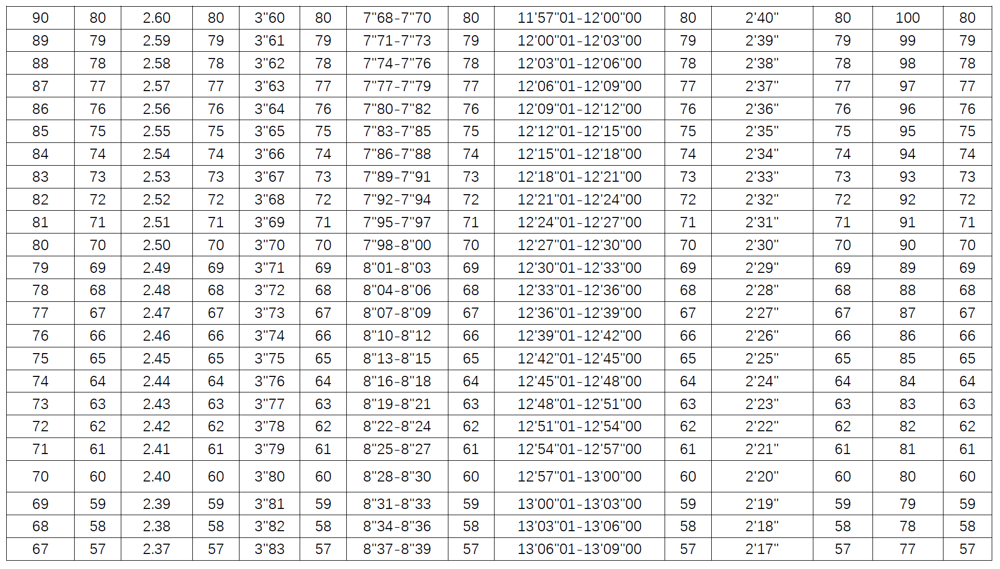 90 80 2.60 80 3"60 80 7"68-7"70 80 11'57"01-12'00"00 80 2'40" 80 100 80
89 79 2.59 79 3"61 79 7"71-7"73 79 12'00"01-12'03"00 79 2'39" 79 99 79
88 78 2.58 78 3"62 78 7"74-7"76 78 12'03"01-12'06"00 78 2'38" 78 98 78
87 77 2.57 77 3"63 77 7"77-7"79 77 12'06"01-12'09"00 77 2'37" 77 97 77
86 76 2.56 76 3"64 76 7"80-7"82 76 12'09"01-12'12"00 76 2'36" 76 96 76
85 75 2.55 75 3"65 75 7"83-7"85 75 12'12"01-12'15"00 75 2'35" 75 95 75
84 74 2.54 74 3"66 74 7"86-7"88 74 12'15"01-12'18"00 74 2'34" 74 94 74
83 73 2.53 73 3"67 73 7"89-7"91 73 12'18"01-12'21"00 73 2'33" 73 93 73
82 72 2.52 72 3"68 72 7"92-7"94 72 12'21"01-12'24"00 72 2'32" 72 92 72
81 71 2.51 71 3"69 71 7"95-7"97 71 12'24"01-12'27"00 71 2'31" 71 91 71
80 70 2.50 70 3"70 70 7"98-8"00 70 12'27"01-12'30"00 70 2'30" 70 90 70
79 69 2.49 69 3"71 69 8"01-8"03 69 12'30"01-12'33"00 69 2'29" 69 89 69
78 68 2.48 68 3"72 68 8"04-8"06 68 12'33"01-12'36"00 68 2'28" 68 88 68
77 67 2.47 67 3"73 67 8"07-8"09 67 12'36"01-12'39"00 67 2'27" 67 87 67
76 66 2.46 66 3"74 66 8"10-8"12 66 12'39"01-12'42"00 66 2'26" 66 86 66
75 65 2.45 65 3"75 65 8"13-8"15 65 12'42"01-12'45"00 65 2'25" 65 85 65
74 64 2.44 64 3"76 64 8"16-8"18 64 12'45"01-12'48"00 64 2'24" 64 84 64
73 63 2.43 63 3"77 63 8"19-8"21 63 12'48"01-12'51"00 63 2'23" 63 83 63
72 62 2.42 62 3"78 62 8"22-8"24 62 12'51"01-12'54"00 62 2'22" 62 82 62
71 61 2.41 61 3"79 61 8"25-8"27 61 12'54"01-12'57"00 61 2'21" 61 81 61
70 60 2.40 60 3"80 60 8"28-8"30 60 12'57"01-13'00"00 60 2'20" 60 80 60
69 59 2.39 59 3"81 59 8"31-8"33 59 13'00"01-13'03"00 59 2'19" 59 79 59
68 58 2.38 58 3"82 58 8"34-8"36 58 13'03"01-13'06"00 58 2'18" 58 78 58
67 57 2.37 57 3"83 57 8"37-8"39 57 13'06"01-13'09"00 57 2'17" 57 77 57